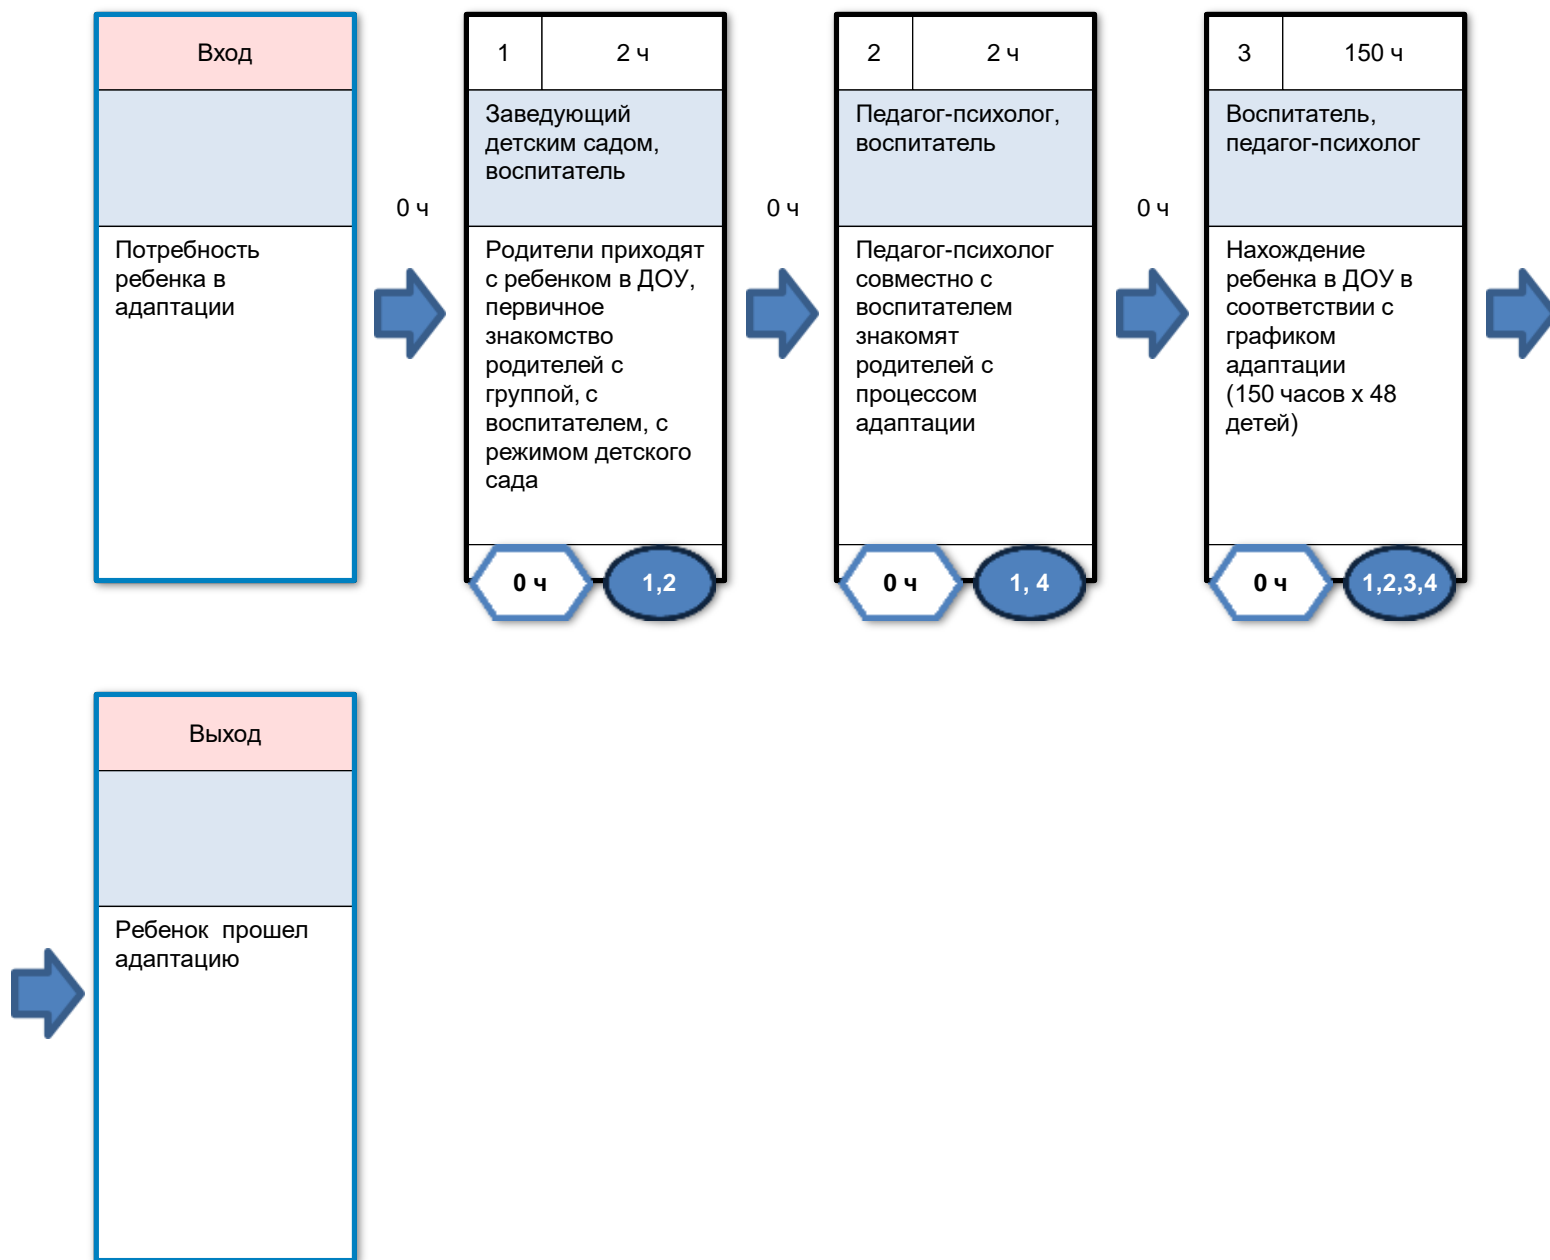 Вход
Потребность
ребенка в
адаптации
0 ч
1
2 ч
Заведующий
детским садом,
воспитатель
Родители приходят
с ребенком в ДОУ,
первичное
знакомство
родителей с
группой, с
воспитателем, с
режимом детского
сада
0 ч
1,2
0 ч
2
2 ч
Педагог-психолог,
воспитатель
Педагог-психолог
совместно с
воспитателем
знакомят
родителей с
процессом
адаптации
0 ч
1, 4
0 ч
3
150 ч
Воспитатель,
педагог-психолог
Нахождение
ребенка в ДОУ в
соответствии с
графиком
адаптации
(150 часов х 48
детей)
0 ч
1,2,3,4
Выход
Ребенок прошел
адаптацию